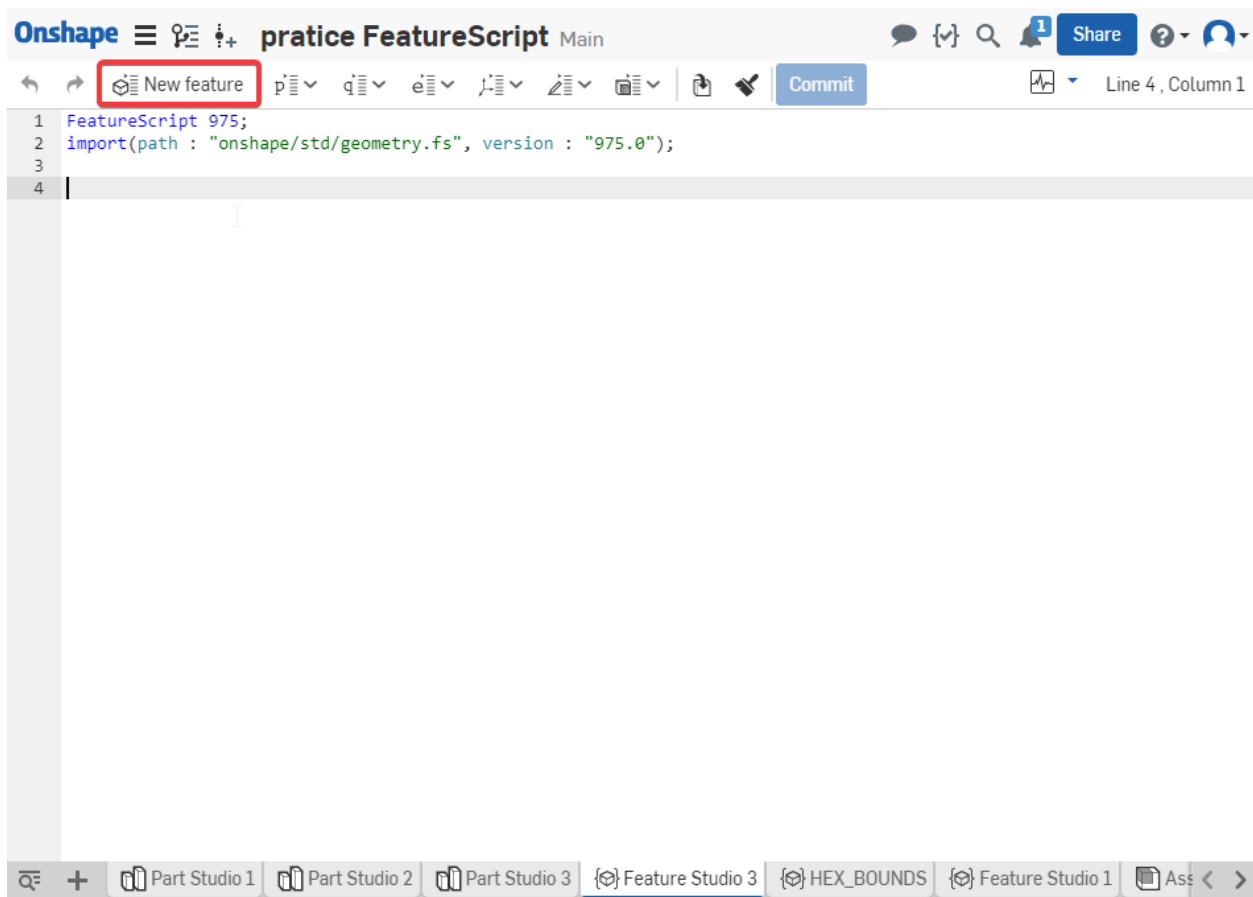 Onshape pratice FeatureScript Main 1 Share
New feature p q e Commit Line 4 , Column 1
1 FeatureScript 975;
2 import(path : "onshape/std/geometry.fs", version : "975.0");
3
4
Part Studio 1 Part Studio 2 Part Studio 3 Feature Studio 3 HEX_BOUNDS Feature Studio 1 Ass